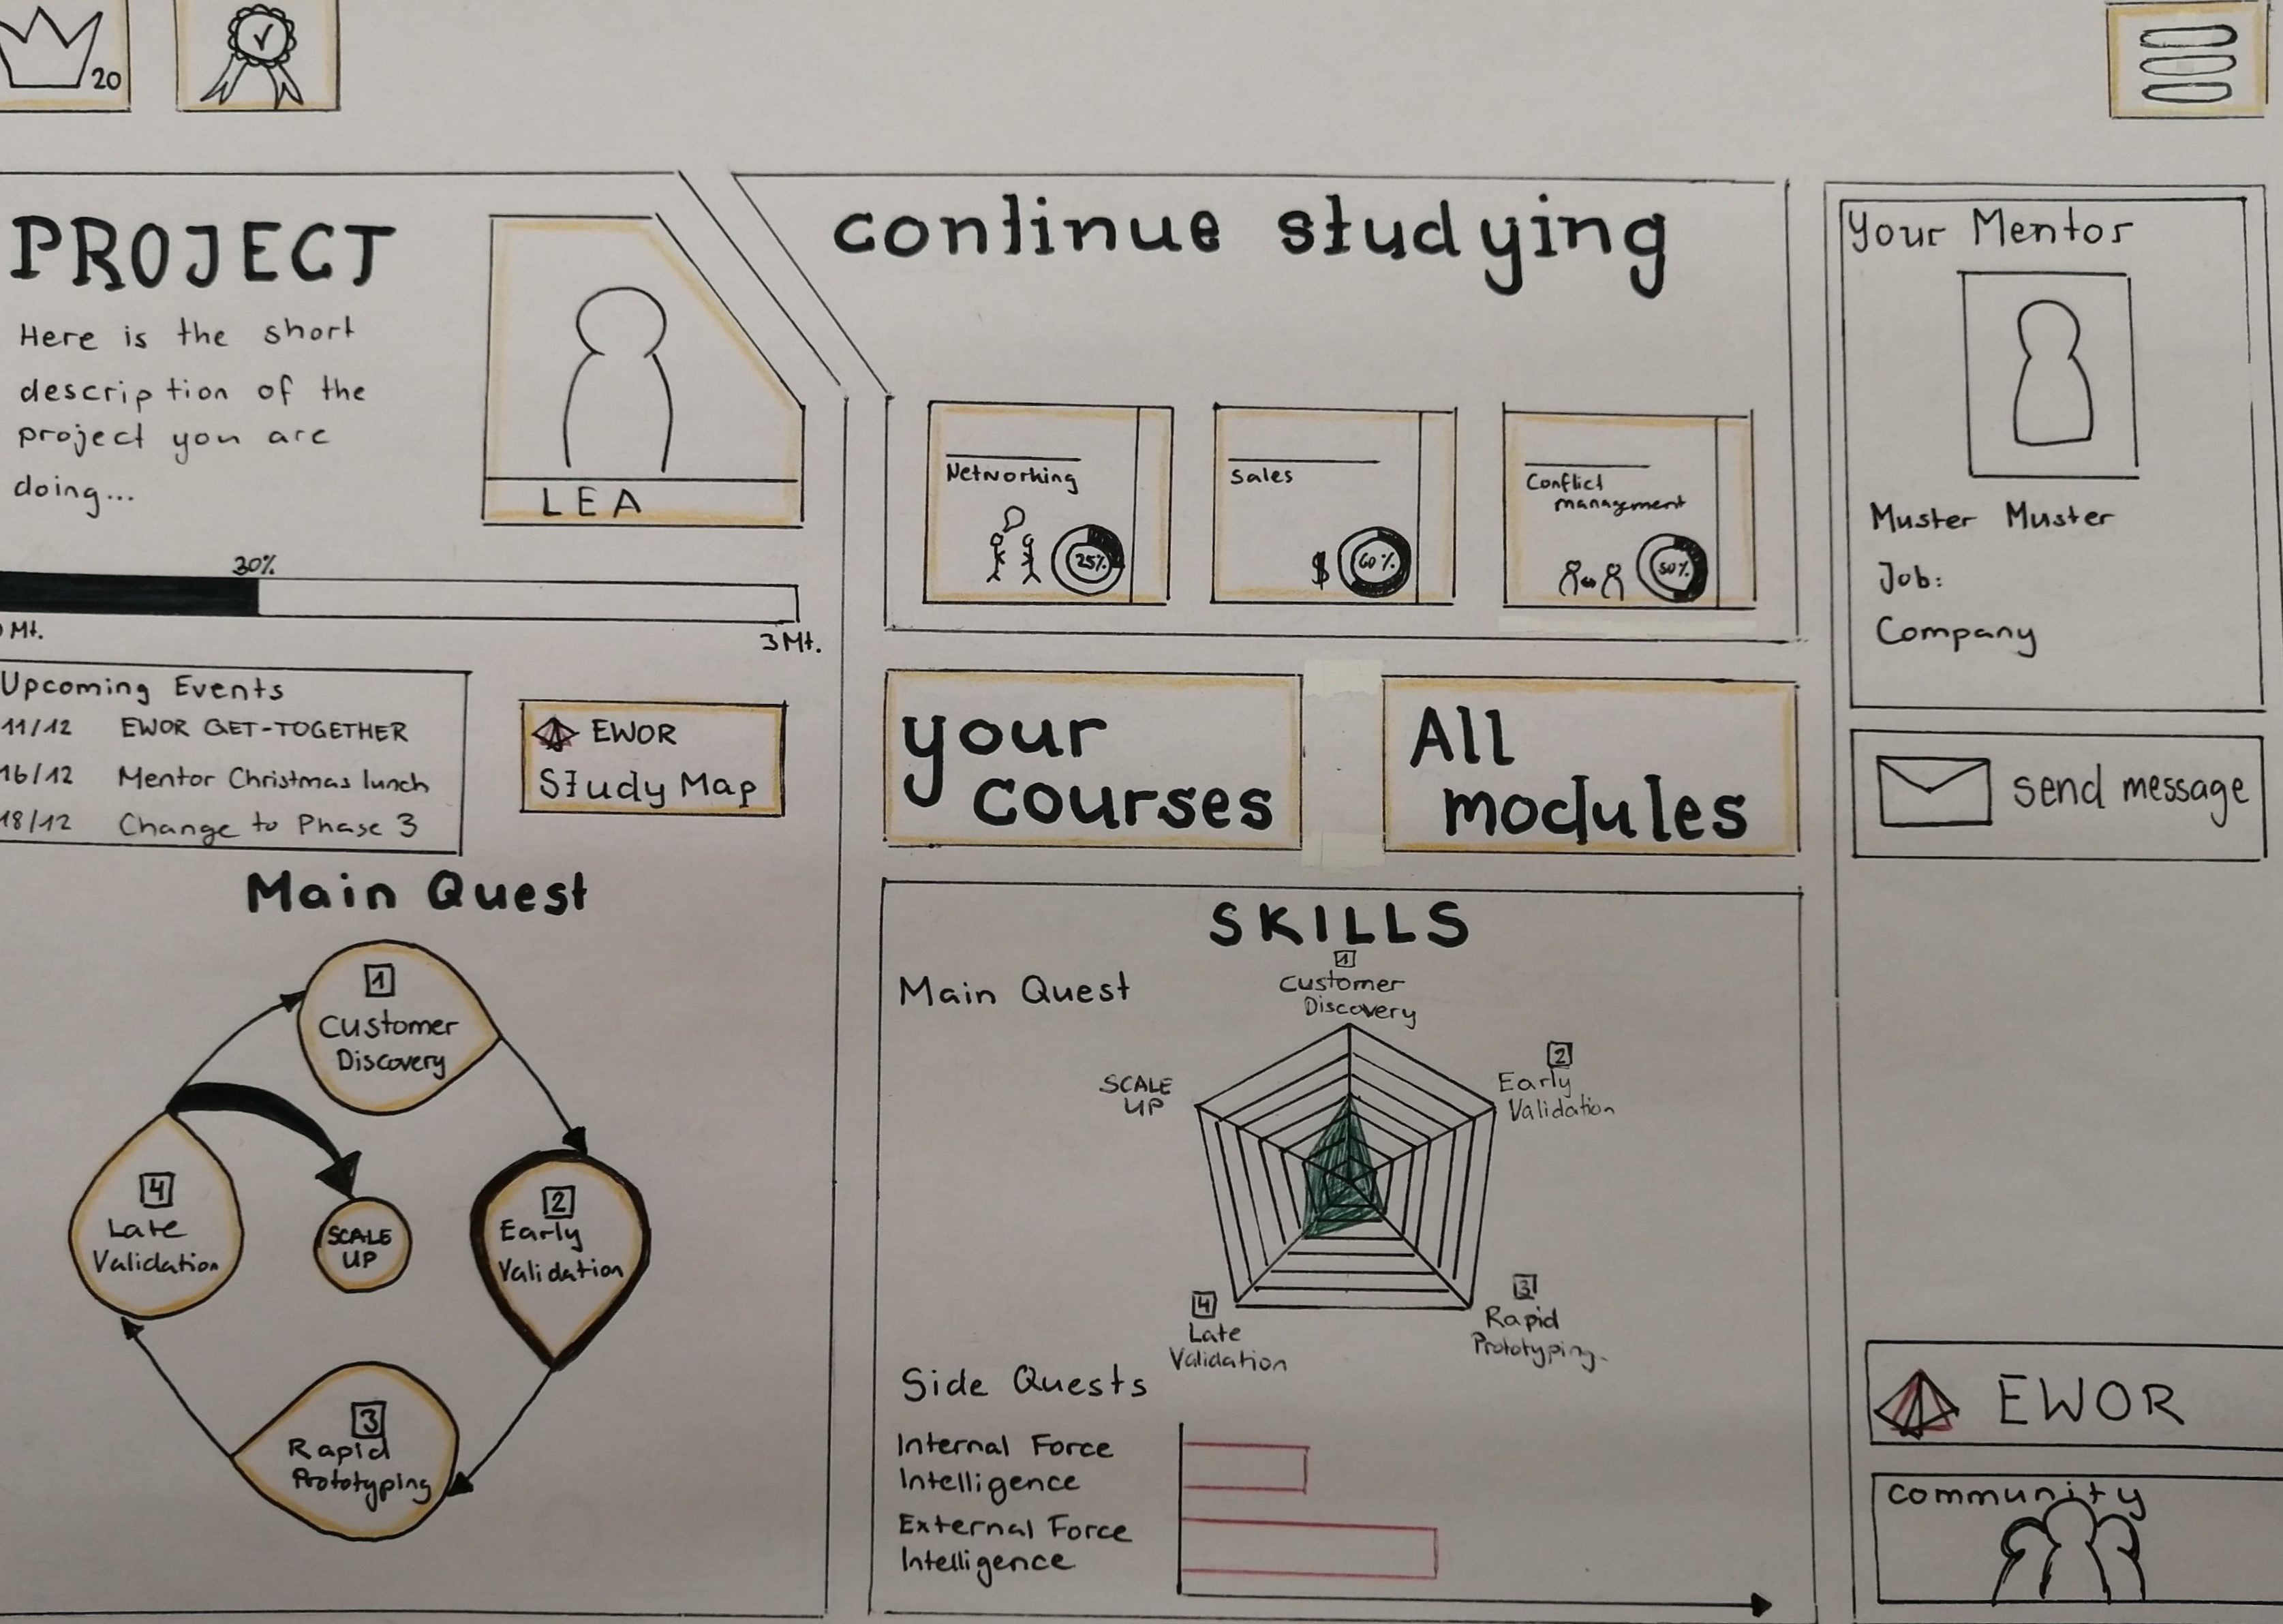 20
PROJECT
Here is the short
description of the
project you are
doing...
LEA
30%
Mt.
3 Mt.
Upcoming Events
11/12 EWOR GET-TOGETHER
16/12 Mentor Christmas lunch
18/12 Change to Phase 3
EWOR
Study Map
Main Quest
1
Customer
Discovery
2
Early
Validation
3
Rapid
Prototyping
4
Late
Validation
SCALE
UP
continue studying
Networking
25%
Sales
60%
Conflict
management
50%
your
courses
All
modules
SKILLS
Main Quest
1
Customer
Discovery
2
Early
Validation
3
Rapid
Prototyping.
4
Late
Validation
SCALE
UP
Side Quests
Internal Force
Intelligence
External Force
Intelligence
your Mentor
Muster Muster
Job:
Company
send message
EWOR
community